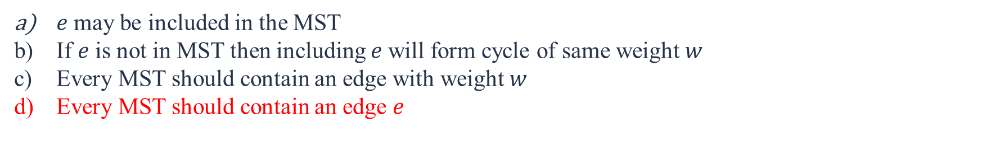 a) e may be included in the MST
b) If e is not in MST then including e will form cycle of same weight w
c) Every MST should contain an edge with weight w
d) Every MST should contain an edge e